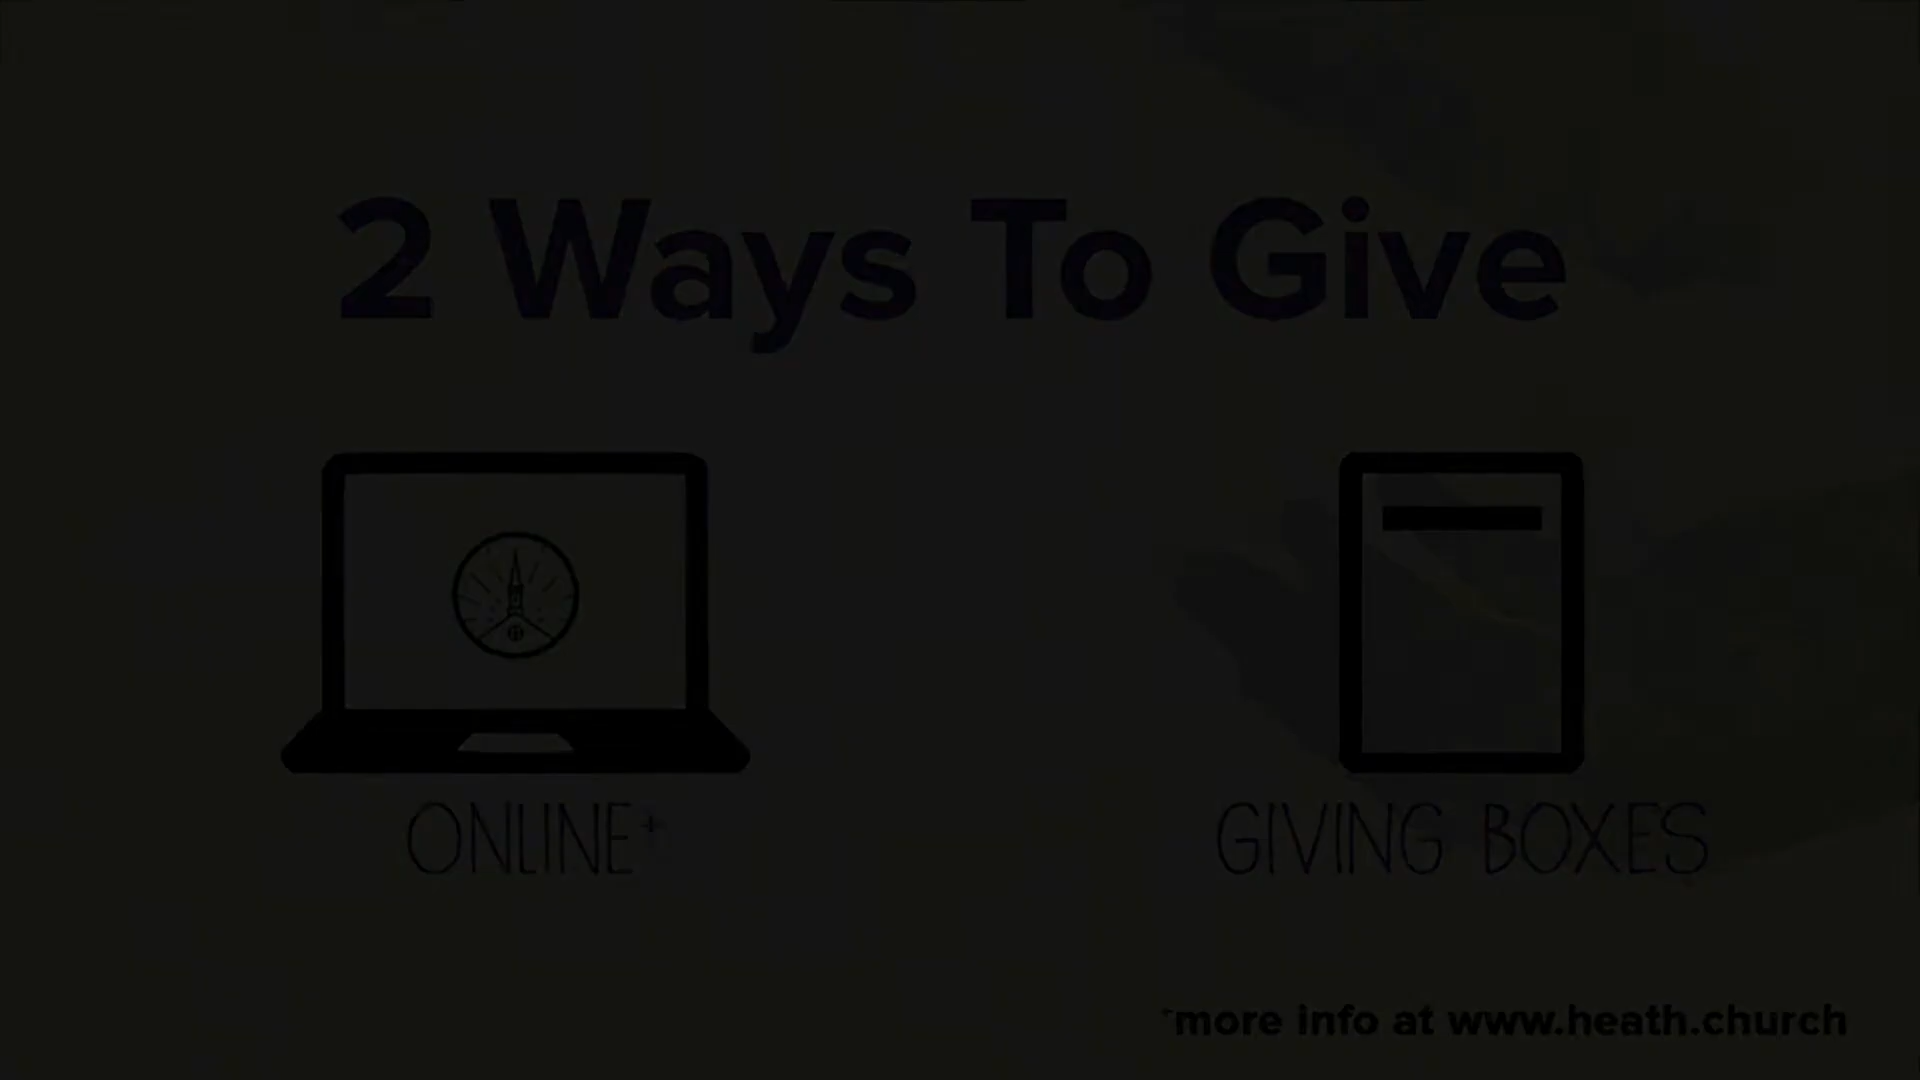 2 Ways To Give
ONLINE*
GIVING BOXES
*more info at www.heath.church